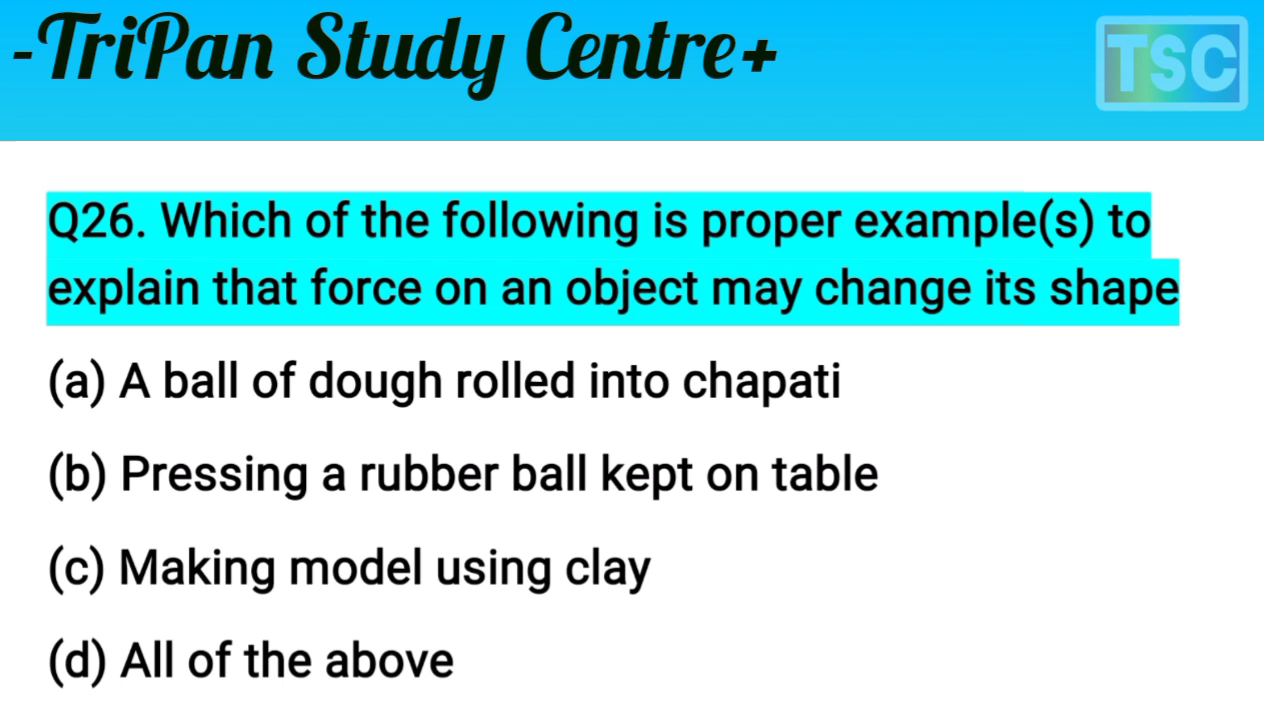 -TriPan Study Centre+
TSC
Q26. Which of the following is proper example(s) to
explain that force on an object may change its shape
(a) A ball of dough rolled into chapati
(b) Pressing a rubber ball kept on table
(c) Making model using clay
(d) All of the above